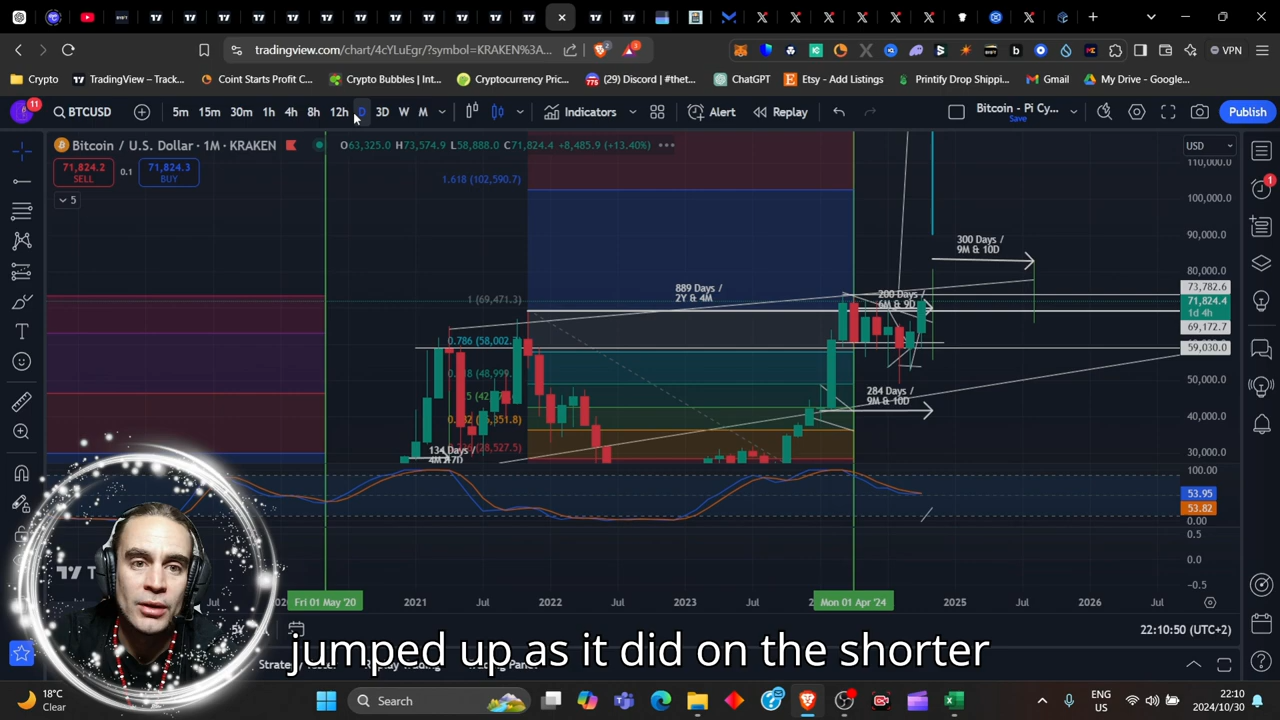 tradingview.com/chart/4cYLuEgr/?symbol=KRAKEN%3A...
2
3
VPN
Crypto
TradingView – Track...
Coint Starts Profit C...
Crypto Bubbles | Int...
Cryptocurrency Pric...
(29) Discord | #thet...
ChatGPT
Etsy - Add Listings
Printify Drop Shippi...
Gmail
My Drive - Google...
11
BTCUSD
5m 15m 30m 1h 4h 8h 12h D 3D W M
Indicators
Alert
Replay
Bitcoin - Pi Cy...
Save
Publish
Bitcoin / U.S. Dollar · 1M · KRAKEN
O63,325.0 H73,574.9 L58,888.0 C71,824.4 +8,485.9 (+13.40%)
USD
71,824.2
SELL
0.1
71,824.3
BUY
5
1.618 (102,590.7)
1 (69,471.3)
0.786 (58,002.
889 Days /
2Y & 4M
200 Days /
6M & 9D
300 Days /
9M & 10D
284 Days /
9M & 10D
134 Days /
110,000.0
100,000.0
90,000.0
80,000.0
73,782.6
71,824.4
1d 4h
69,172.7
59,030.0
50,000.0
40,000.0
30,000.0
100.00
53.95
53.82
0.00
0.5
0.0
−0.5
Fri 01 May '20
2021
Jul
2022
Jul
2023
Jul
Mon 01 Apr '24
2025
Jul
2026
Jul
22:10:50 (UTC+2)
jumped up as it did on the shorter
18°C
Clear
Search
ENG
US
22:10
2024/10/30